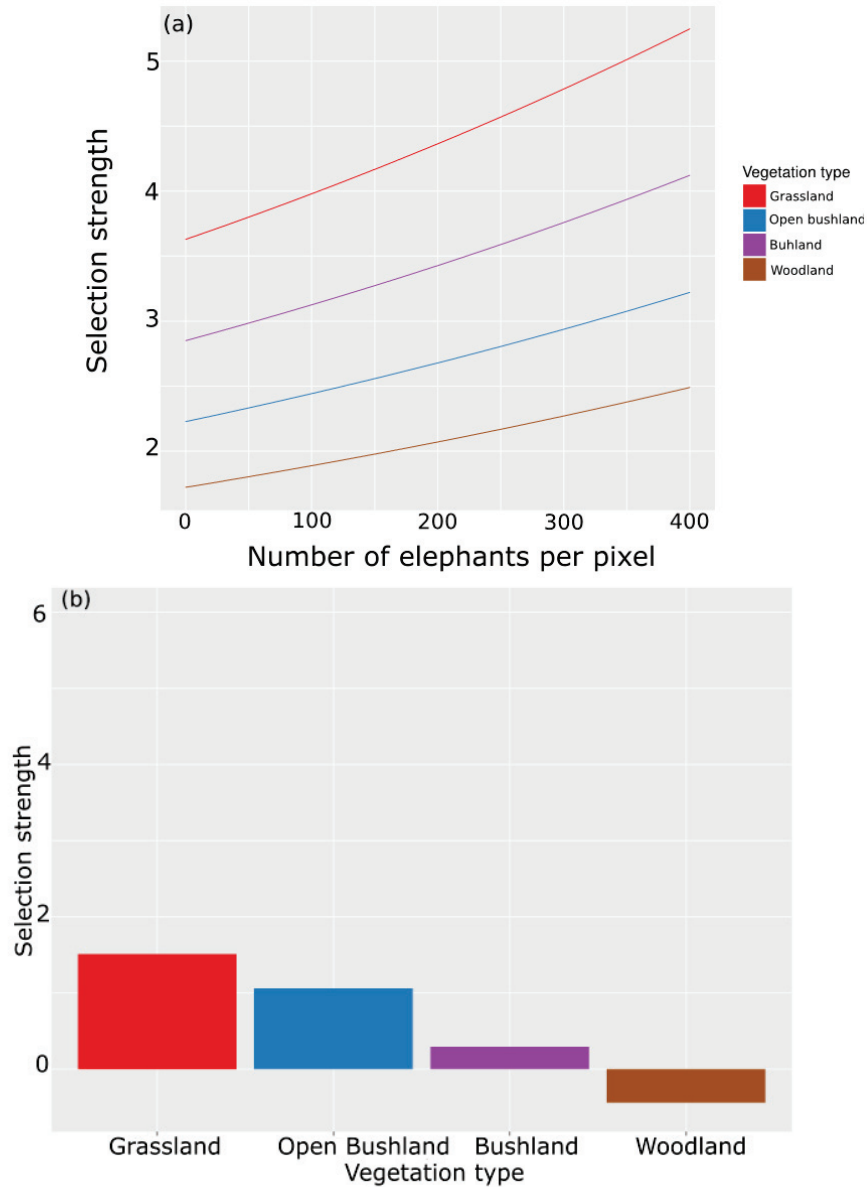 (a)
5
4
3
2
Selection strength
0 100 200 300 400
Number of elephants per pixel
Vegetation type
Grassland
Open bushland
Buhland
Woodland
(b)
6
4
2
0
Selection strength
Grassland Open Bushland Bushland Woodland
Vegetation type